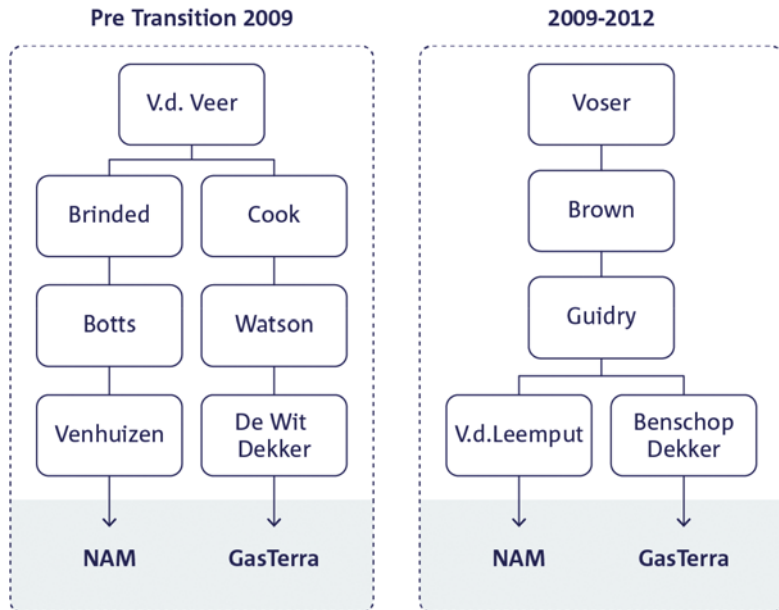 Pre Transition 2009
V.d. Veer
Brinded
Cook
Botts
Watson
Venhuizen
De Wit
Dekker
NAM
GasTerra
2009-2012
Voser
Brown
Guidry
V.d.Leemput
Benschop
Dekker
NAM
GasTerra